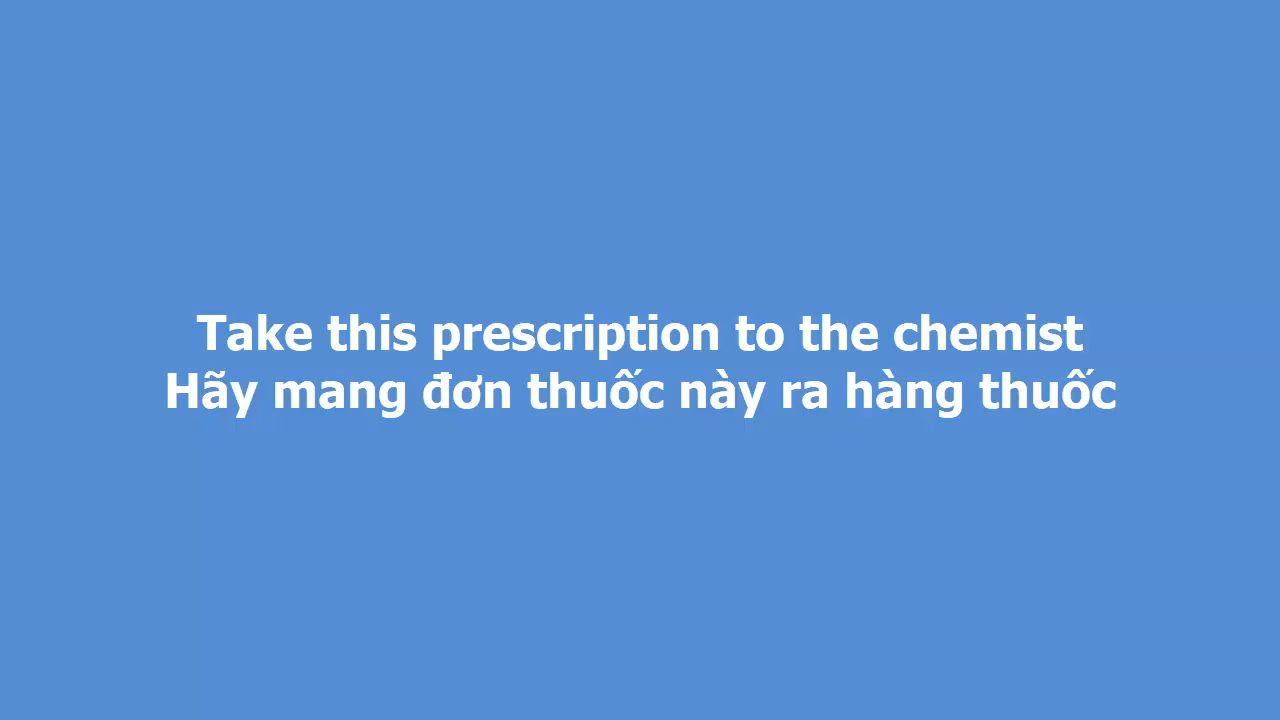 Take this prescription to the chemist
Hãy mang đơn thuốc này ra hàng thuốc